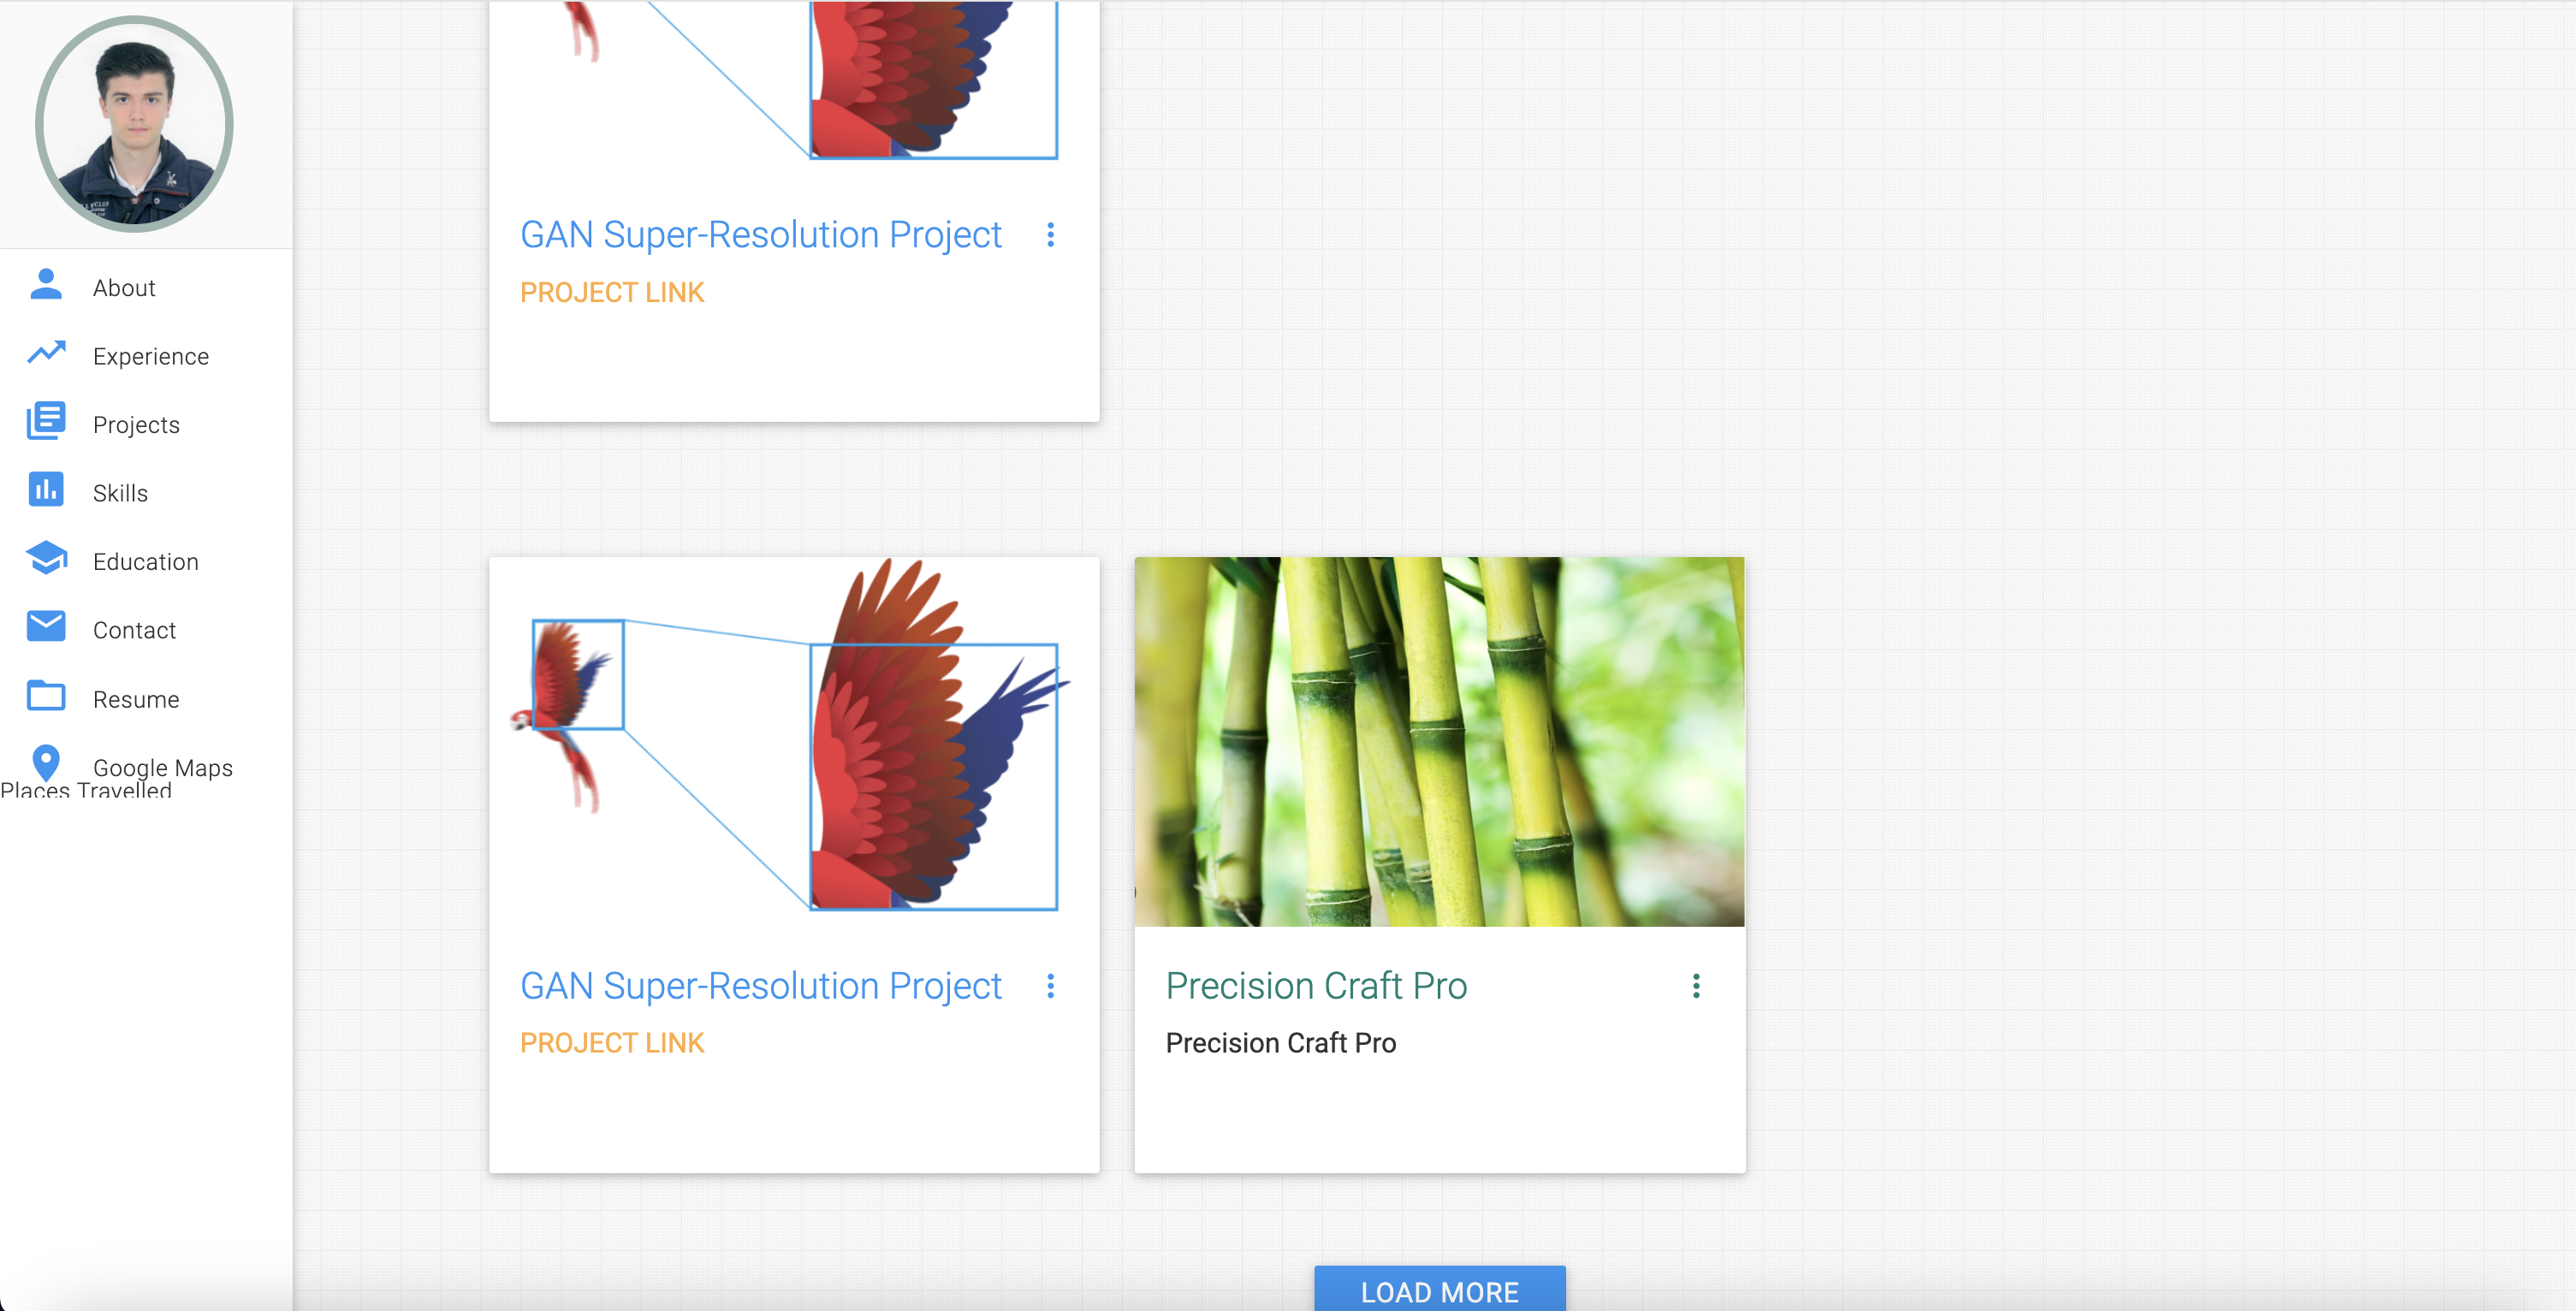 About
Experience
Projects
Skills
Education
Contact
Resume
Google Maps
Places Travelled
GAN Super-Resolution Project
PROJECT LINK
GAN Super-Resolution Project
PROJECT LINK
Precision Craft Pro
Precision Craft Pro
LOAD MORE